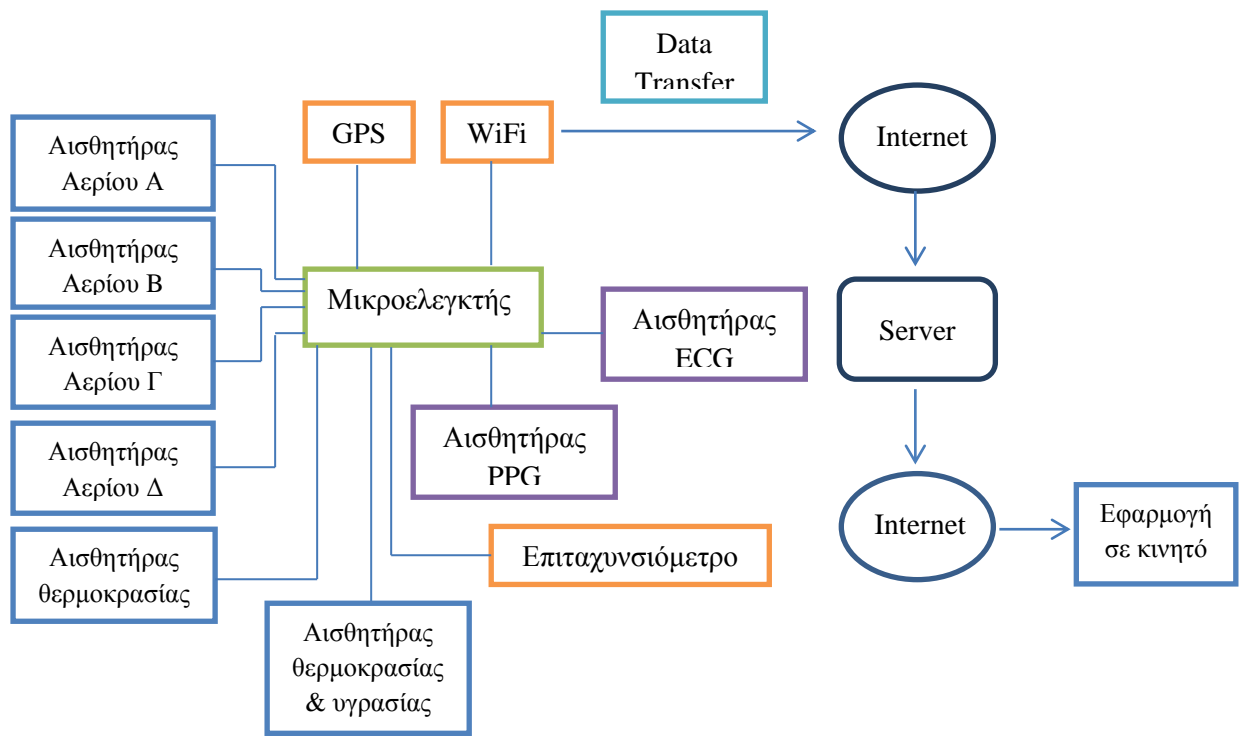 Data
Transfer
GPS
WiFi
Internet
Αισθητήρας
Αερίου Α
Αισθητήρας
Αερίου Β
Μικροελεγκτής
Αισθητήρας
ECG
Server
Αισθητήρας
Αερίου Γ
Αισθητήρας
PPG
Αισθητήρας
Αερίου Δ
Internet
Εφαρμογή
σε κινητό
Αισθητήρας
θερμοκρασίας
Επιταχυνσιόμετρο
Αισθητήρας
θερμοκρασίας
& υγρασίας